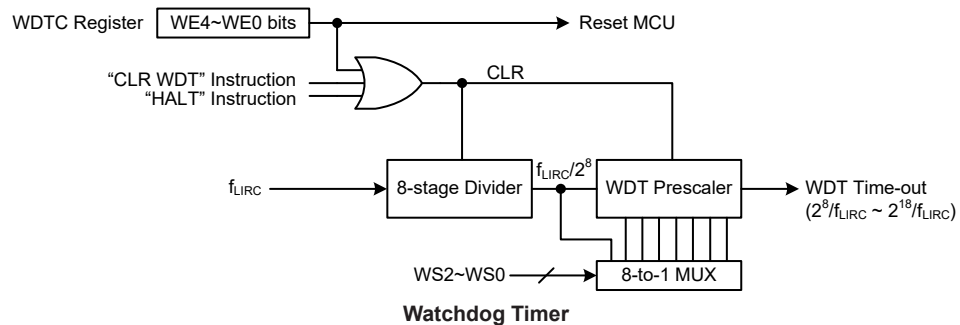 WDTC Register WE4~WE0 bits Reset MCU
CLR
“CLR WDT” Instruction
“HALT” Instruction
fLIRC 8-stage Divider fLIRC/2^8 WDT Prescaler WDT Time-out
(2^8/fLIRC ~ 2^18/fLIRC)
WS2~WS0 8-to-1 MUX
Watchdog Timer